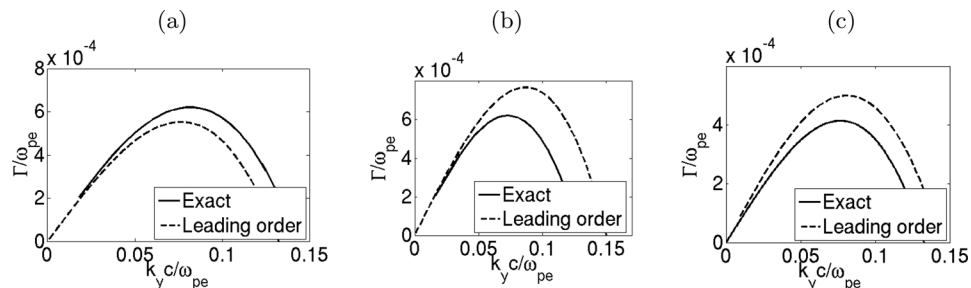 (a)
x 10⁻⁴
8
6
4
2
0
Γ/ω_pe
0
0.05
0.1
0.15
k_y c/ω_pe
Exact
Leading order
(b)
x 10⁻⁴
6
4
2
0
Γ/ω_pe
0
0.05
0.1
0.15
k_y c/ω_pe
Exact
Leading order
(c)
x 10⁻⁴
4
2
0
Γ/ω_pe
0
0.05
0.1
0.15
k_y c/ω_pe
Exact
Leading order